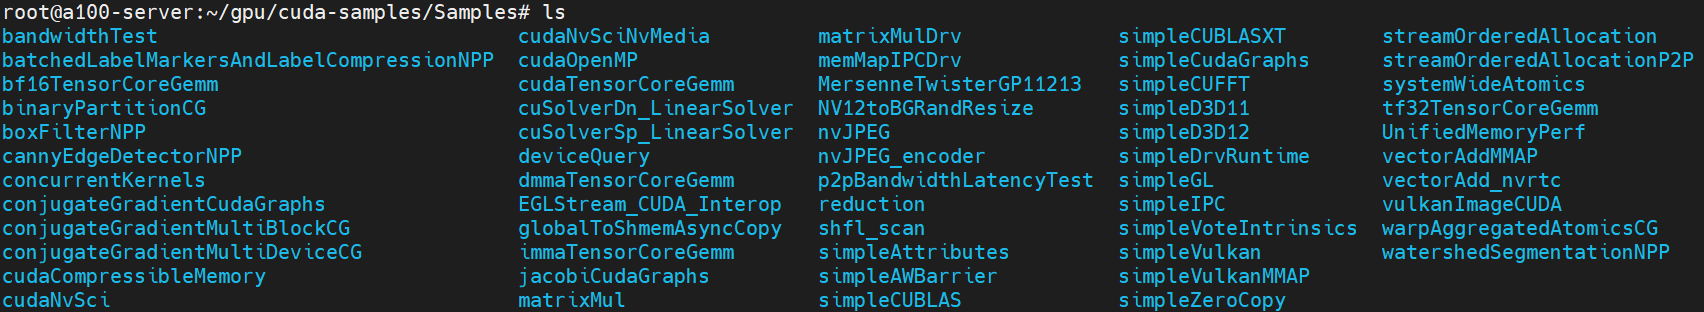 root@a100-server:~/gpu/cuda-samples/Samples# ls
bandwidthTest cudaNvSciNvMedia matrixMulDrv simpleCUBLASXT streamOrderedAllocation
batchedLabelMarkersAndLabelCompressionNPP cudaOpenMP memMapIPCDrv simpleCudaGraphs streamOrderedAllocationP2P
bf16TensorCoreGemm cudaTensorCoreGemm MersenneTwisterGP11213 simpleCUFFT systemWideAtomics
binaryPartitionCG cuSolverDn_LinearSolver NV12toBGRandResize simpleD3D11 tf32TensorCoreGemm
boxFilterNPP cuSolverSp_LinearSolver nvJPEG simpleD3D12 UnifiedMemoryPerf
cannyEdgeDetectorNPP deviceQuery nvJPEG_encoder simpleDrvRuntime vectorAddMMAP
concurrentKernels dmmaTensorCoreGemm p2pBandwidthLatencyTest simpleGL vectorAdd_nvrtc
conjugateGradientCudaGraphs EGLStream_CUDA_Interop reduction simpleIPC vulkanImageCUDA
conjugateGradientMultiBlockCG globalToShmemAsyncCopy shfl_scan simpleVoteIntrinsics warpAggregatedAtomicsCG
conjugateGradientMultiDeviceCG immaTensorCoreGemm simpleAttributes simpleVulkan watershedSegmentationNPP
cudaCompressibleMemory jacobiCudaGraphs simpleAWBarrier simpleVulkanMMAP
cudaNvSci matrixMul simpleCUBLAS simpleZeroCopy